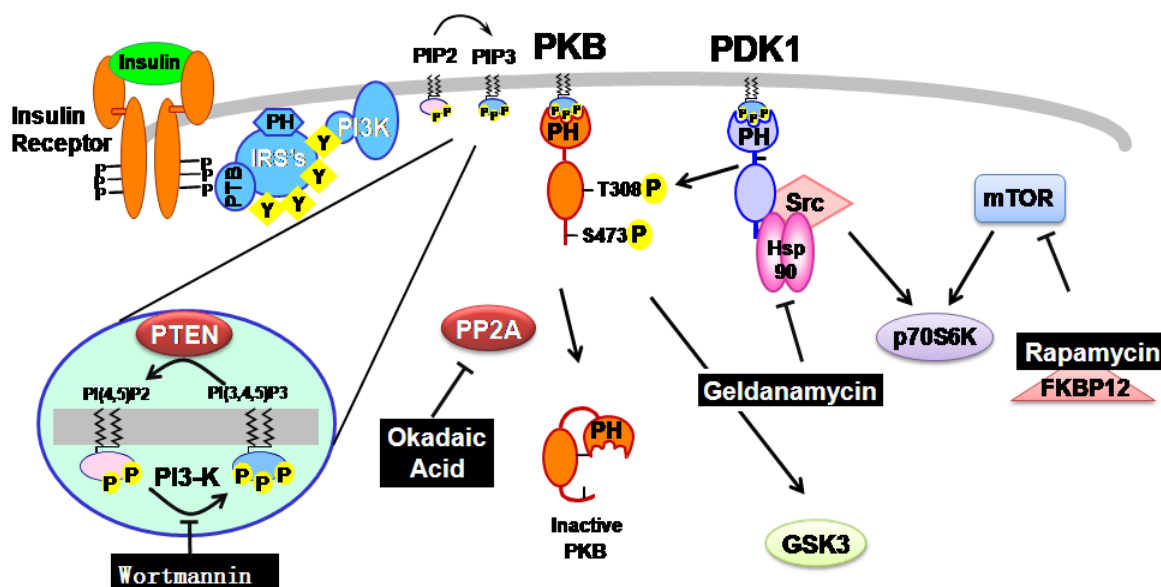 Insulin
Insulin
Receptor
P
P
P
P
P
P
PTB
PH
IRS's
Y
Y
Y
Y
PI3K
PIP2
PIP3
P P
P P P
PKB
P P P
PH
T308 P
S473 P
PDK1
P P P
PH
Src
Hsp
90
mTOR
p70S6K
Rapamycin
FKBP12
Geldanamycin
PP2A
Okadaic
Acid
PH
Inactive
PKB
GSK3
PTEN
PI(4,5)P2
PI(3,4,5)P3
P P
PI3-K
P P P
Wortmannin